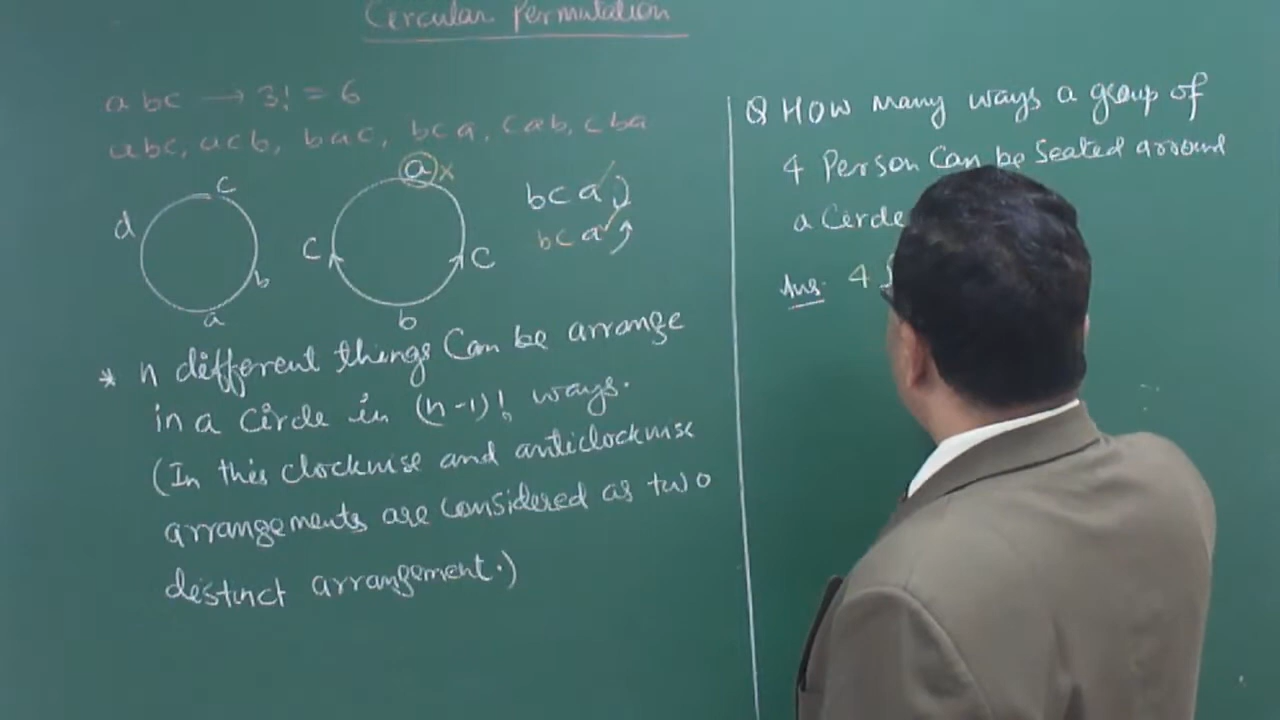 Circular Permutation
abc → 3! = 6
abc, acb, bac, bca, cab, cba
c
d
b
a
a x
c
c
b
bca
bca
* n different things Can be arrange
in a circle in (n-1)! ways.
(In this clockwise and anticlockwise
arrangements are considered as two
distinct arrangement.)
Q How many ways a group of
4 Person Can be Seated around
a Circle
Ans. 4